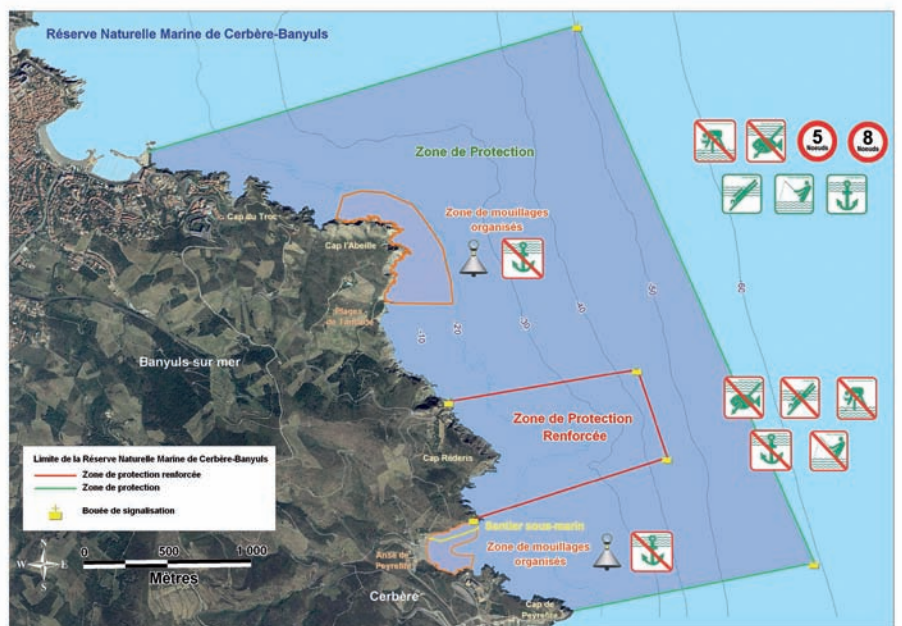 Réserve Naturelle Marine de Cerbère-Banyuls
Zone de Protection
5
Noeuds
8
Noeuds
Cap du Troc
Zone de mouillages
organisés
Cap l'Abeille
Plages
de
-10
-20
-30
-40
-50
-60
Banyuls sur mer
Zone de Protection
Renforcée
Limite de la Réserve Naturelle Marine de Cerbère-Banyuls
Zone de protection renforcée
Zone de protection
Bouée de signalisation
Cap Réderis
Sentier sous-marin
Anse de
Peyrefite
Zone de mouillages
organisés
N
W
E
S
0
500
1 000
Mètres
Cerbère
Cap de
Peyrefite